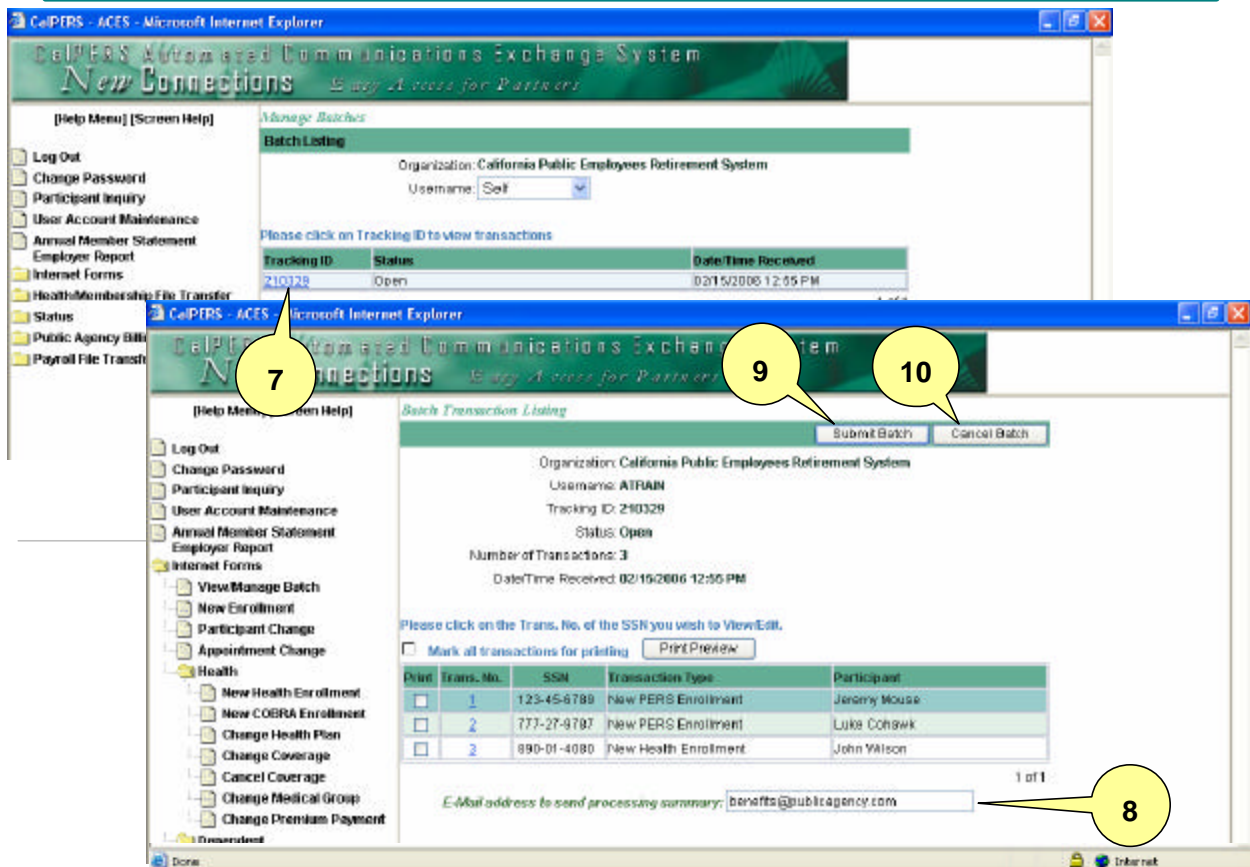 CalPERS - ACES - Microsoft Internet Explorer
CalPERS Automated Communications Exchange System
New Connections Easy Access for Partners
[Help Menu] [Screen Help]
Log Out
Change Password
Participant Inquiry
User Account Maintenance
Annual Member Statement
Employer Report
Internet Forms
Health/Membership File Transfer
Status
Public Agency Billi
Payroll File Transf
Manage Batches
Batch Listing
Organization: California Public Employees Retirement System
Username: Self
Please click on Tracking ID to view transactions
Tracking ID Status Date/Time Received
210329 Open 02/15/2006 12:55 PM
7
CalPERS - ACES - Microsoft Internet Explorer
9
10
[Help Menu] [Screen Help]
Log Out
Change Password
Participant Inquiry
User Account Maintenance
Annual Member Statement
Employer Report
Internet Forms
View/Manage Batch
New Enrollment
Participant Change
Appointment Change
Health
New Health Enrollment
New COBRA Enrollment
Change Health Plan
Change Coverage
Cancel Coverage
Change Medical Group
Change Premium Payment
Dependent
Batch Transaction Listing
Submit Batch Cancel Batch
Organization: California Public Employees Retirement System
Username: ATRAIN
Tracking ID: 210329
Status: Open
Number of Transactions: 3
Date/Time Received: 02/15/2006 12:55 PM
Please click on the Trans. No. of the SSN you wish to View/Edit.
Mark all transactions for printing Print Preview
Print Trans. No. SSN Transaction Type Participant
1 123-45-6789 New PERS Enrollment Jeremy Mouse
2 777-27-9787 New PERS Enrollment Luke Cohawk
3 890-01-4080 New Health Enrollment John Wilson
1 of 1
E-Mail address to send processing summary: benefits@publicagency.com
8
Done Internet